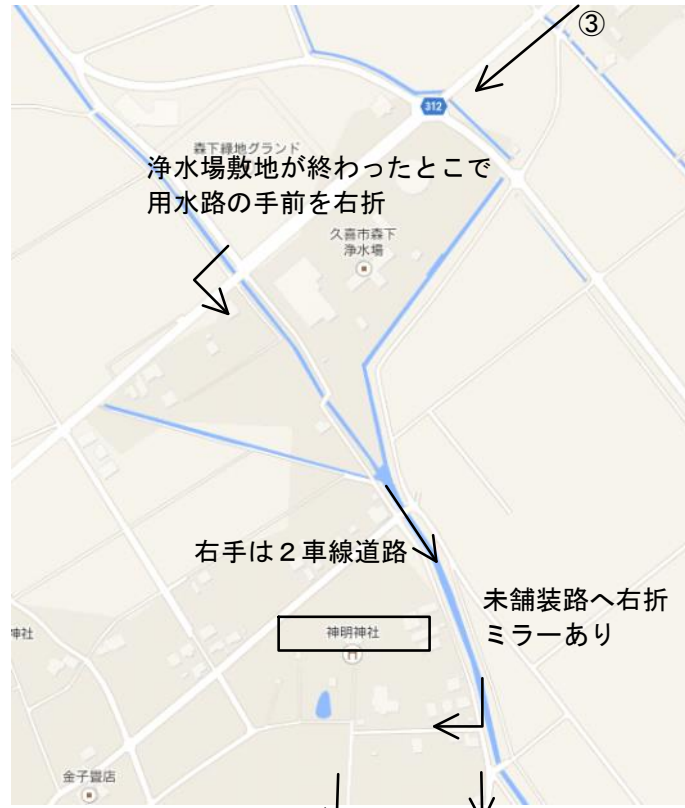 ③
312
森下緑地グランド
浄水場敷地が終わったとこで
用水路の手前を右折
久喜市森下
浄水場
右手は２車線道路
未舗装路へ右折
ミラーあり
神社
神明神社
金子畳店